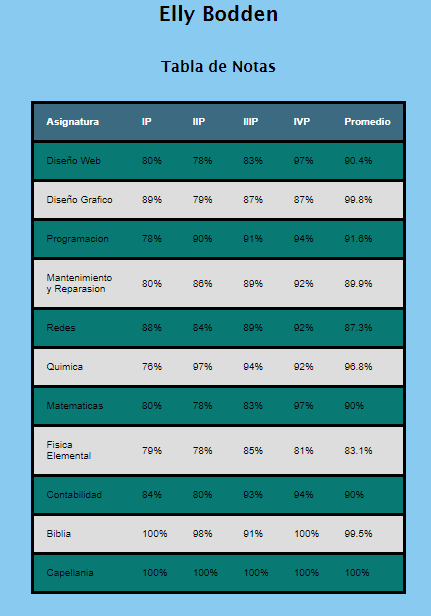 Elly Bodden
Tabla de Notas
Asignatura IP IIP IIIP IVP Promedio
Diseño Web 80% 78% 83% 97% 90.4%
Diseño Grafico 89% 79% 87% 87% 99.8%
Programacion 78% 90% 91% 94% 91.6%
Mantenimiento
y Reparasion 80% 86% 89% 92% 89.9%
Redes 88% 84% 89% 92% 87.3%
Quimica 76% 97% 94% 92% 96.8%
Matematicas 80% 78% 83% 97% 90%
Fisica
Elemental 79% 78% 85% 81% 83.1%
Contabilidad 84% 80% 93% 94% 90%
Biblia 100% 98% 91% 100% 99.5%
Capellania 100% 100% 100% 100% 100%